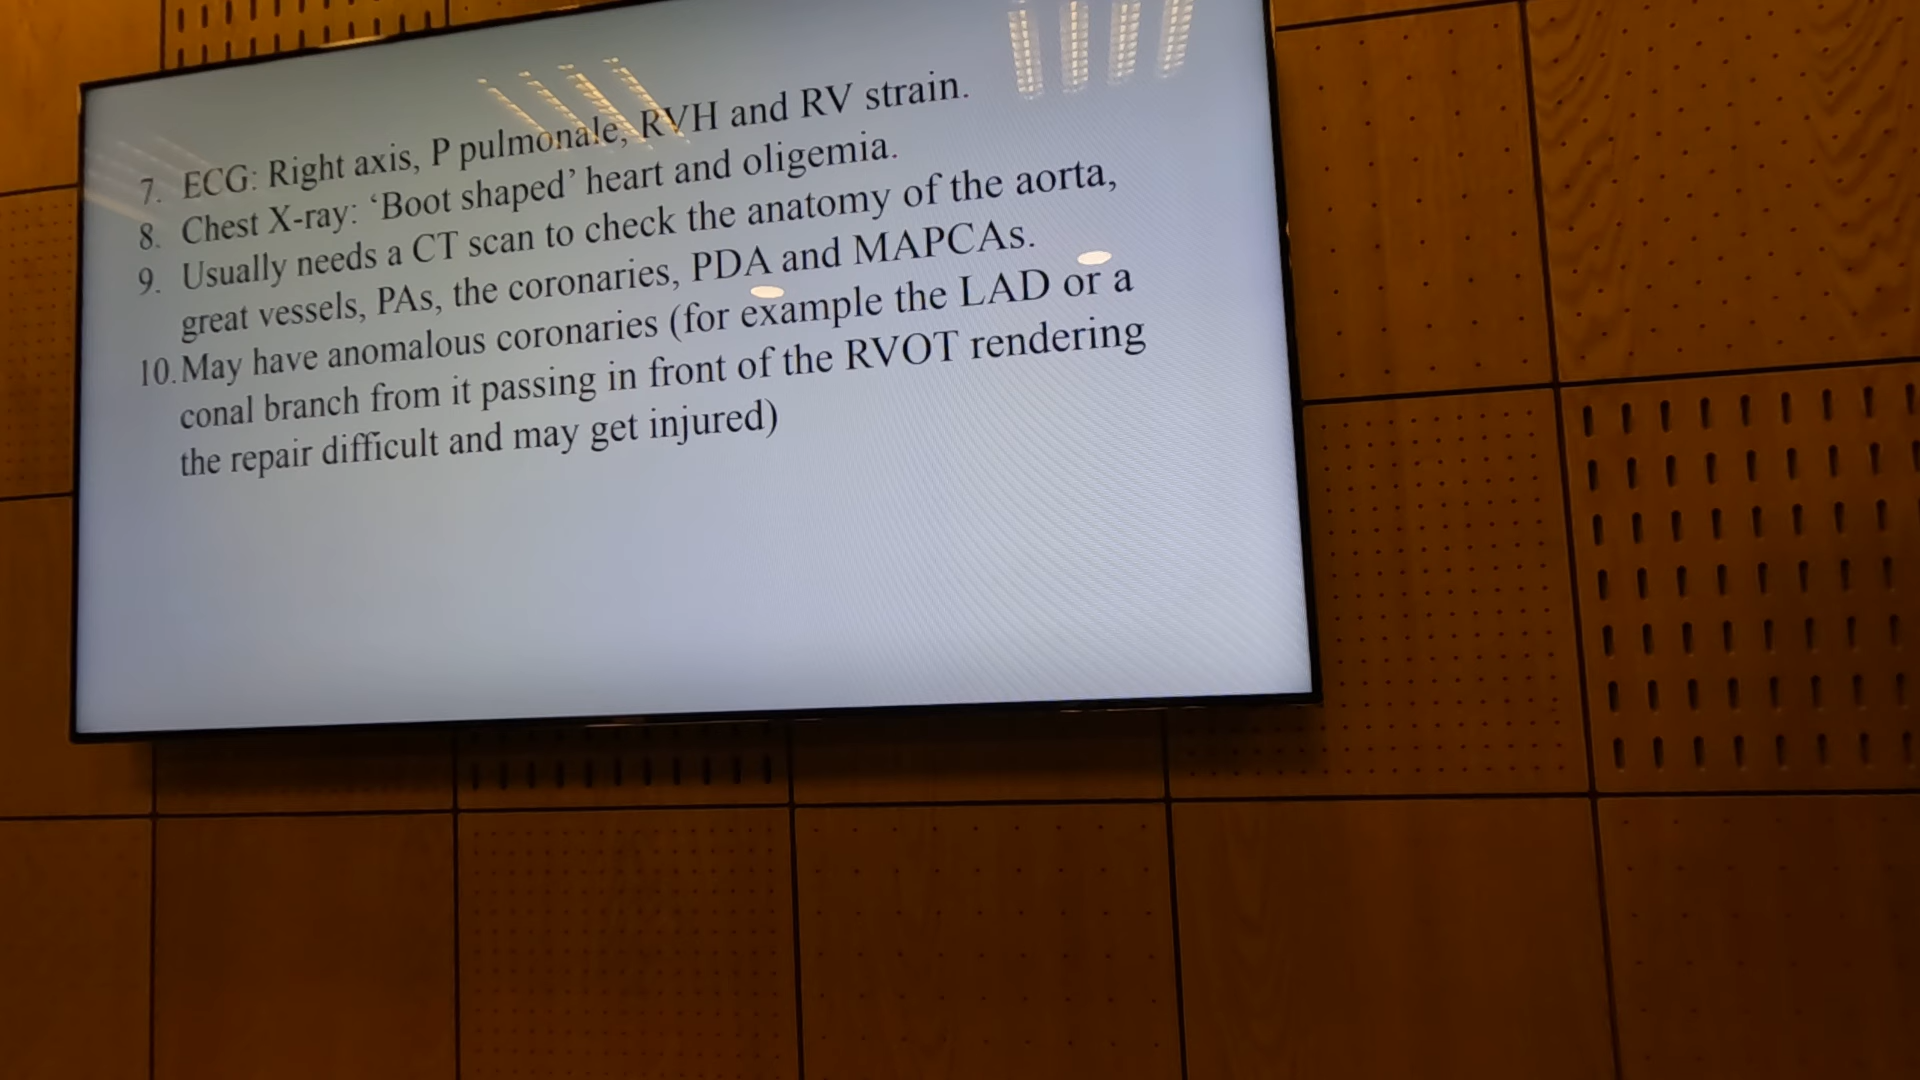 7. ECG: Right axis, P pulmonale, RVH and RV strain.
8. Chest X-ray: ‘Boot shaped’ heart and oligemia.
9. Usually needs a CT scan to check the anatomy of the aorta,
great vessels, PAs, the coronaries, PDA and MAPCAs.
10. May have anomalous coronaries (for example the LAD or a
conal branch from it passing in front of the RVOT rendering
the repair difficult and may get injured)